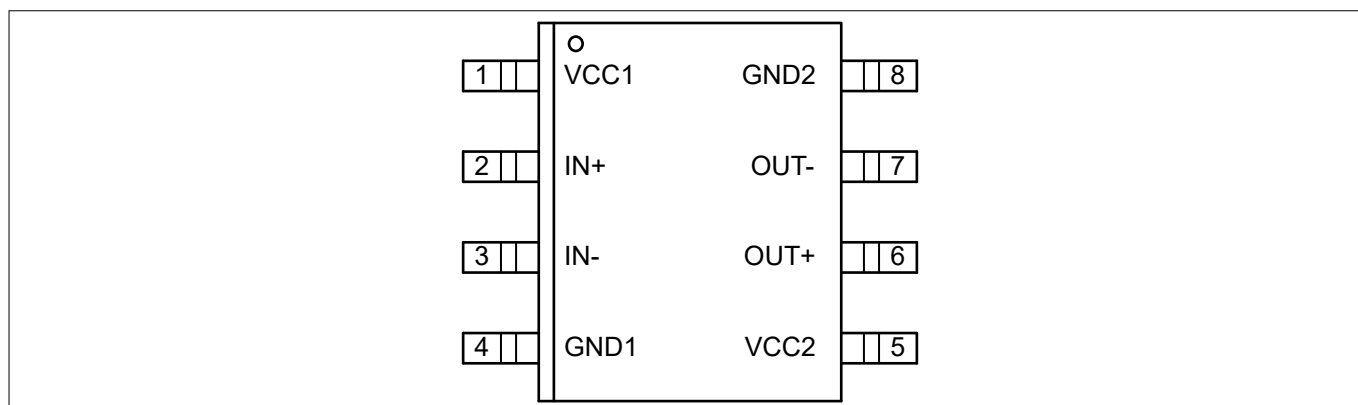 1 VCC1 GND2 8
2 IN+ OUT- 7
3 IN- OUT+ 6
4 GND1 VCC2 5